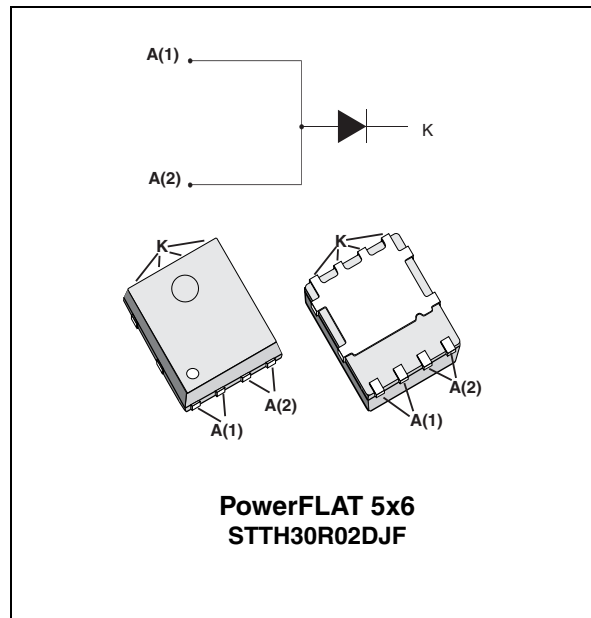 A(1)
K
A(2)
K
K
A(2)
A(1)
A(2)
A(1)
PowerFLAT 5x6
STTH30R02DJF